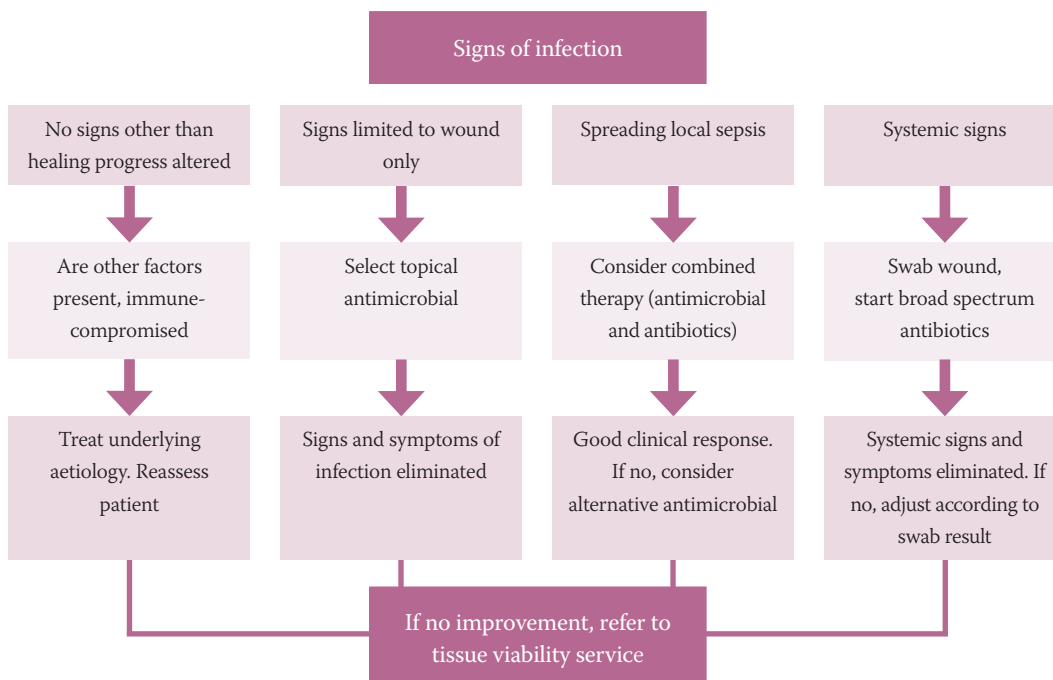 Signs of infection
No signs other than
healing progress altered
Are other factors
present, immune-
compromised
Treat underlying
aetiology. Reassess
patient
Signs limited to wound
only
Select topical
antimicrobial
Signs and symptoms of
infection eliminated
Spreading local sepsis
Consider combined
therapy (antimicrobial
and antibiotics)
Good clinical response.
If no, consider
alternative antimicrobial
Systemic signs
Swab wound,
start broad spectrum
antibiotics
Systemic signs and
symptoms eliminated. If
no, adjust according to
swab result
If no improvement, refer to
tissue viability service